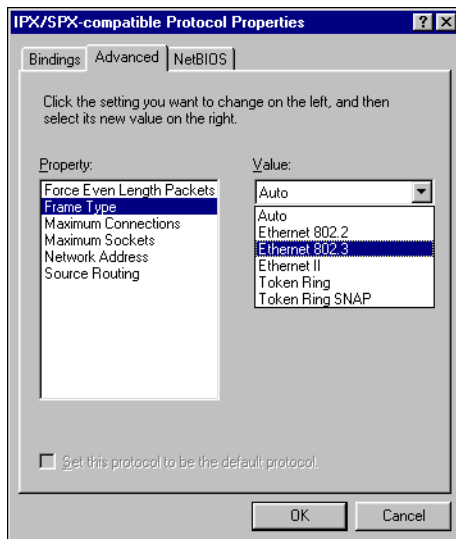 IPX/SPX-compatible Protocol Properties
Bindings Advanced NetBIOS
Click the setting you want to change on the left, and then
select its new value on the right.
Property:
Force Even Length Packets
Frame Type
Maximum Connections
Maximum Sockets
Network Address
Source Routing
Value:
Auto
Auto
Ethernet 802.2
Ethernet 802.3
Ethernet II
Token Ring
Token Ring SNAP
Set this protocol to be the default protocol.
OK Cancel